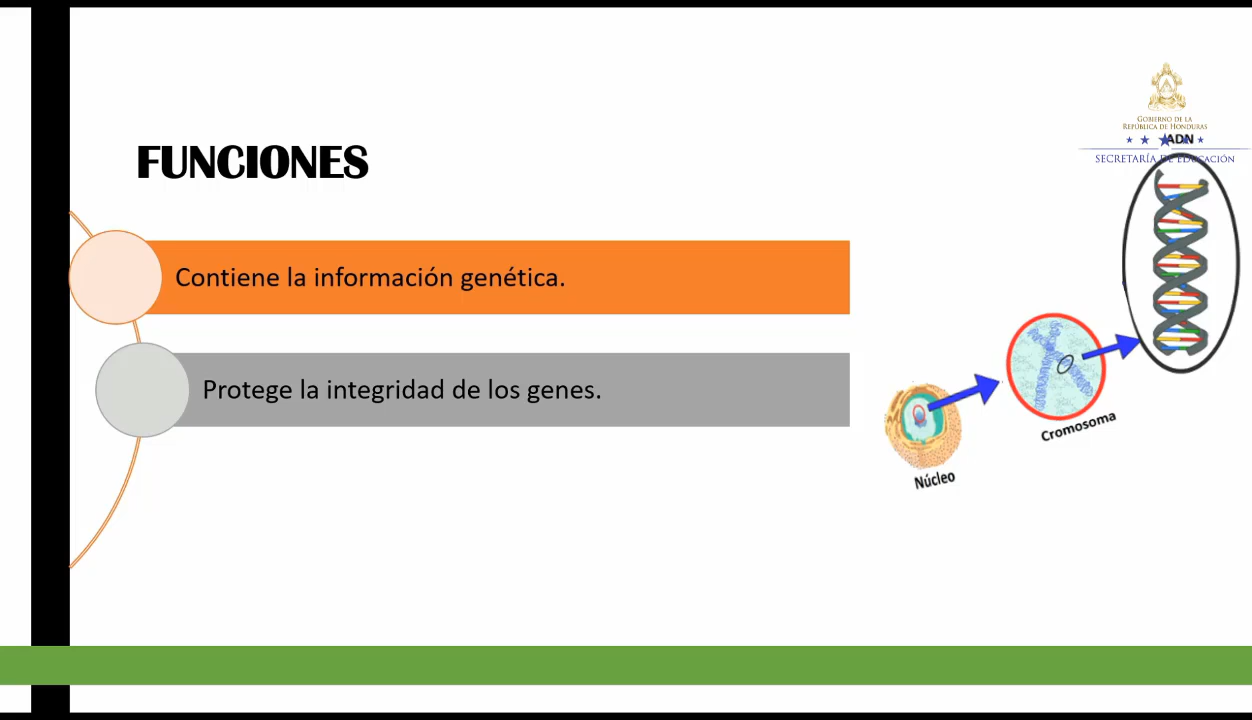 GOBIERNO DE LA
REPÚBLICA DE HONDURAS
ADN
SECRETARÍA DE EDUCACIÓN
FUNCIONES
Contiene la información genética.
Protege la integridad de los genes.
Cromosoma
Núcleo